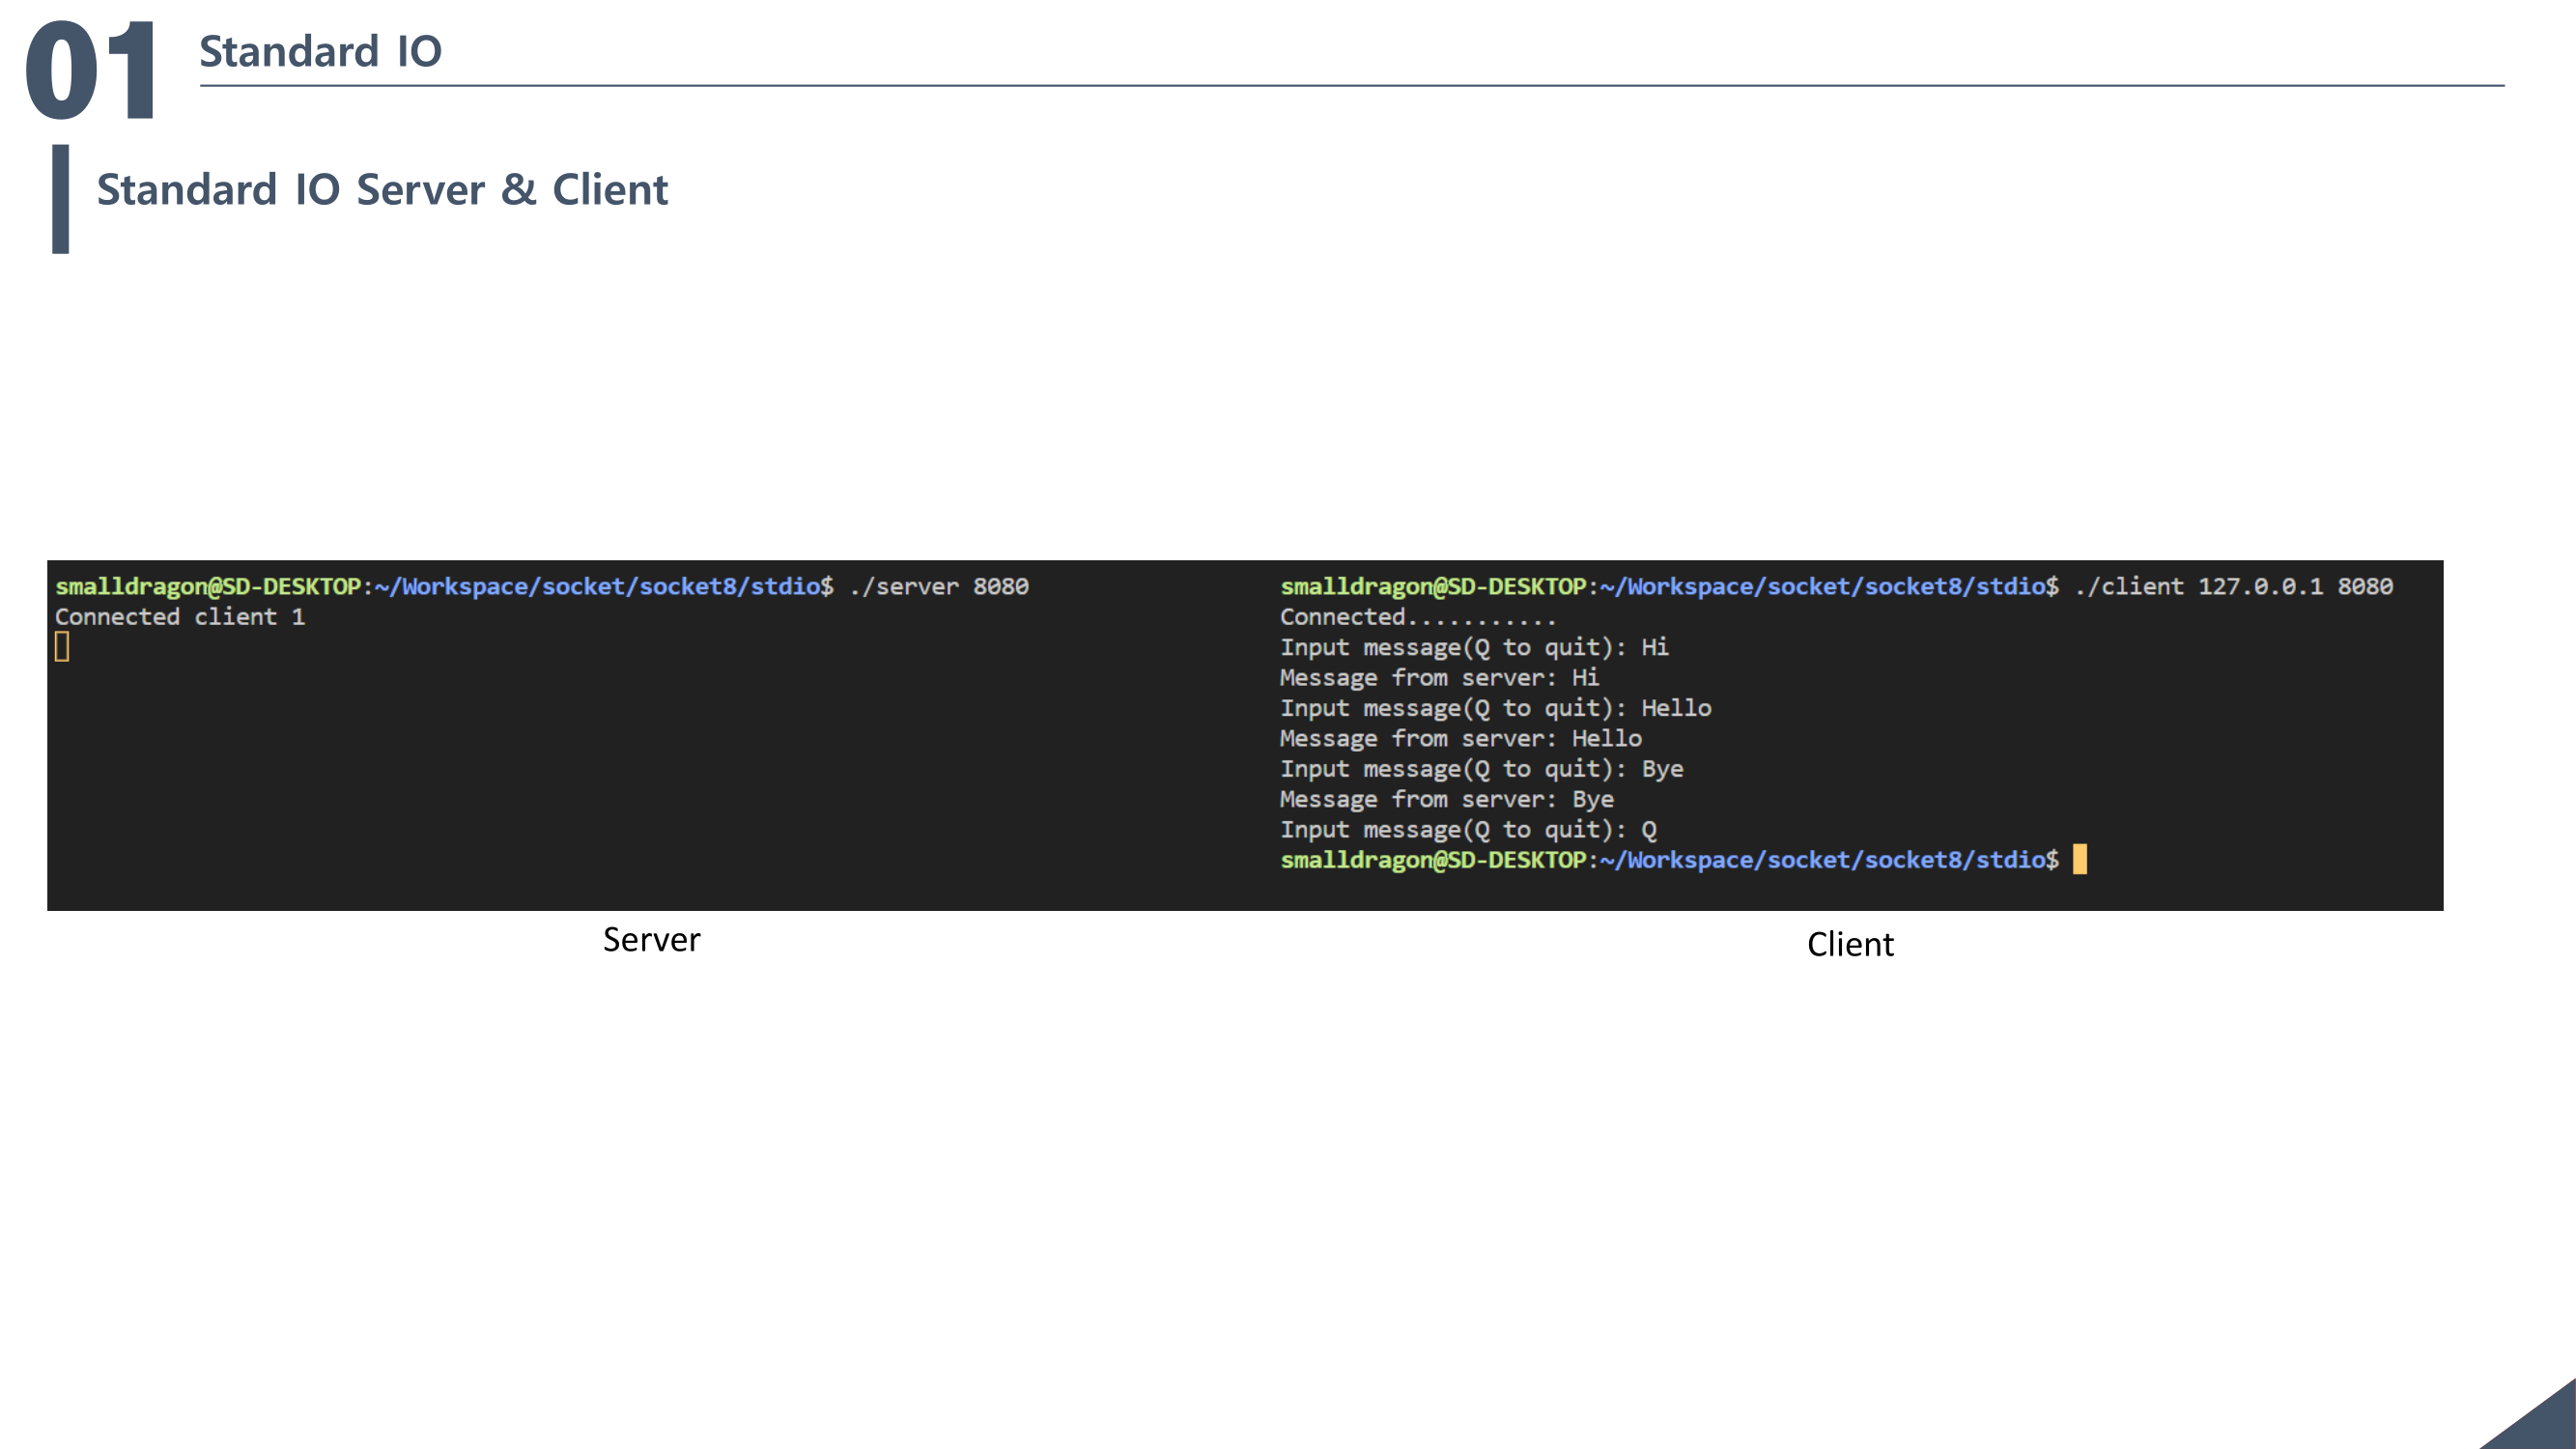 01
Standard IO
Standard IO Server & Client
smalldragon@SD-DESKTOP:~/Workspace/socket/socket8/stdio$ ./server 8080
Connected client 1
smalldragon@SD-DESKTOP:~/Workspace/socket/socket8/stdio$ ./client 127.0.0.1 8080
Connected...........
Input message(Q to quit): Hi
Message from server: Hi
Input message(Q to quit): Hello
Message from server: Hello
Input message(Q to quit): Bye
Message from server: Bye
Input message(Q to quit): Q
smalldragon@SD-DESKTOP:~/Workspace/socket/socket8/stdio$
Server
Client